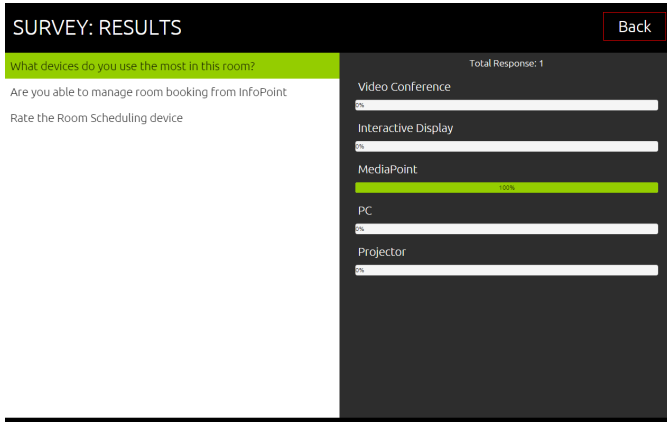 SURVEY: RESULTS
Back
What devices do you use the most in this room?
Are you able to manage room booking from InfoPoint
Rate the Room Scheduling device
Total Response: 1
Video Conference
0%
Interactive Display
0%
MediaPoint
100%
PC
0%
Projector
0%